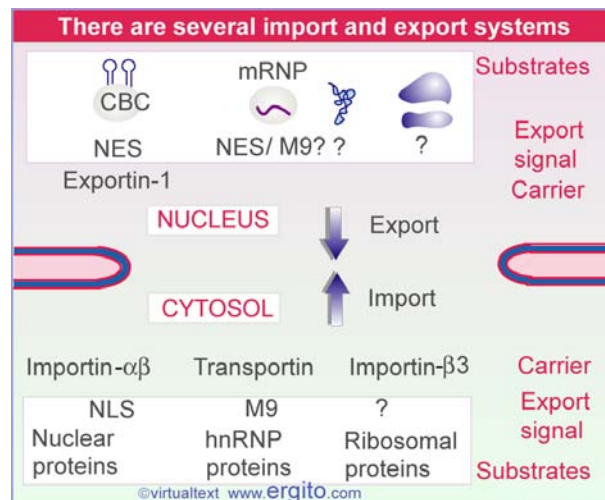 There are several import and export systems
Substrates
CBC
mRNP
NES
NES/ M9?
?
?
Export
signal
Exportin-1
Carrier
NUCLEUS
Export
CYTOSOL
Import
Importin-αβ
Transportin
Importin-β3
Carrier
NLS
M9
?
Export
signal
Nuclear
proteins
hnRNP
proteins
Ribosomal
proteins
Substrates
©virtualtext www.ergito.com